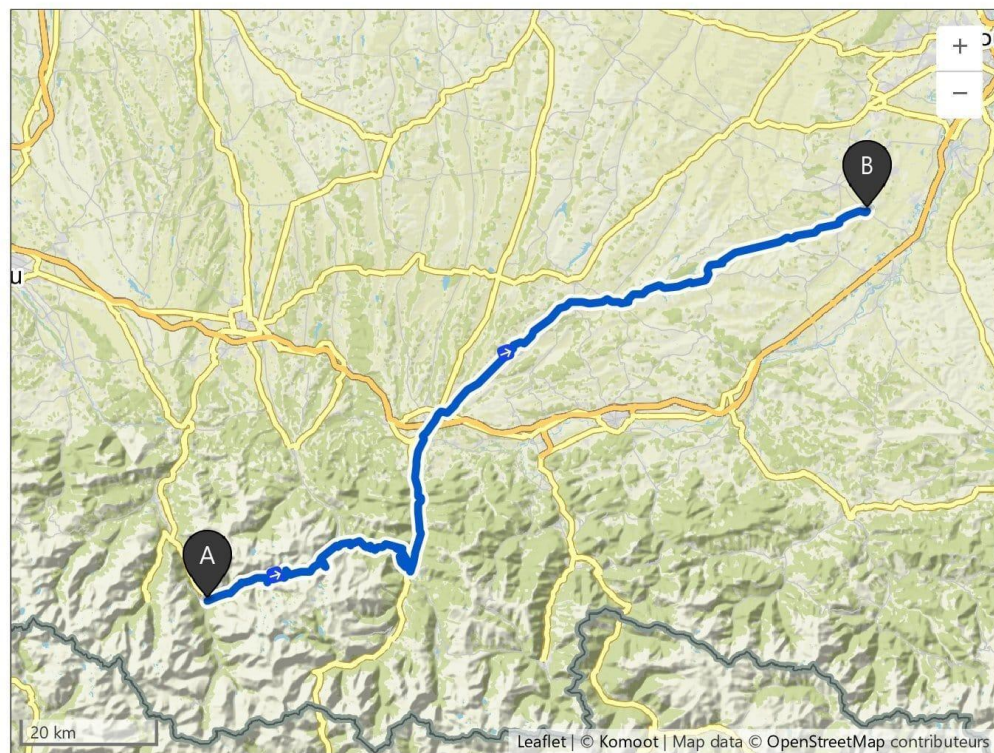 +
−
B
u
A
20 km
Leaflet | © Komoot | Map data © OpenStreetMap contributeurs